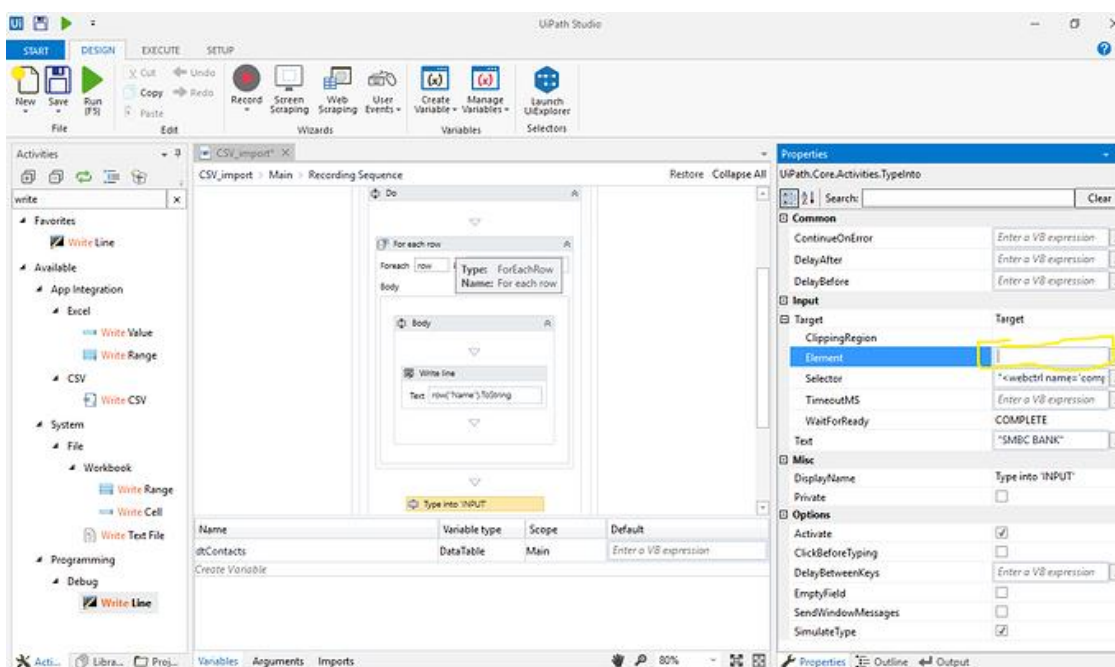 UiPath Studio
START DESIGN EXECUTE SETUP
New Save Run (F5)
Cut Copy Paste
Undo Redo
Record Screen Scraping Web Scraping User Events
Create Variable Manage Variables
Launch UiExplorer
File Edit Wizards Variables Selectors
Activities
write
Favorites
Write Line
Available
App Integration
Excel
Write Value
Write Range
CSV
Write CSV
System
File
Workbook
Write Range
Write Cell
Write Text File
Programming
Debug
Write Line
Acti... Libra... Proj...
CSV_import*
CSV_import > Main > Recording Sequence
Restore Collapse All
Do
For each row
Foreach row
Type: ForEachRow
Name: For each row
Body
Body
Write line
Text row("Name").ToString
Type into 'INPUT'
Name Variable type Scope Default
dtContacts DataTable Main Enter a VB expression
Create Variable
Variables Arguments Imports
80%
Properties
UiPath.Core.Activities.TypeInto
Search: Clear
Common
ContinueOnError Enter a VB expression
DelayAfter Enter a VB expression
DelayBefore Enter a VB expression
Input
Target Target
ClippingRegion
Element
Selector "<webctrl name='comp
TimeoutMS Enter a VB expression
WaitForReady COMPLETE
Text "SMBC BANK"
Misc
DisplayName Type into 'INPUT'
Private
Options
Activate
ClickBeforeTyping
DelayBetweenKeys Enter a VB expression
EmptyField
SendWindowMessages
SimulateType
Properties Outline Output